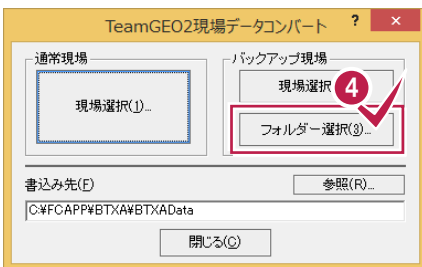 TeamGEO2現場データコンバート ? ×
通常現場
現場選択(1)...
バックアップ現場
現場選択
4
フォルダー選択(3)...
書込み先(F)
参照(R)...
C:¥FCAPP¥BTXA¥BTXAData
閉じる(C)